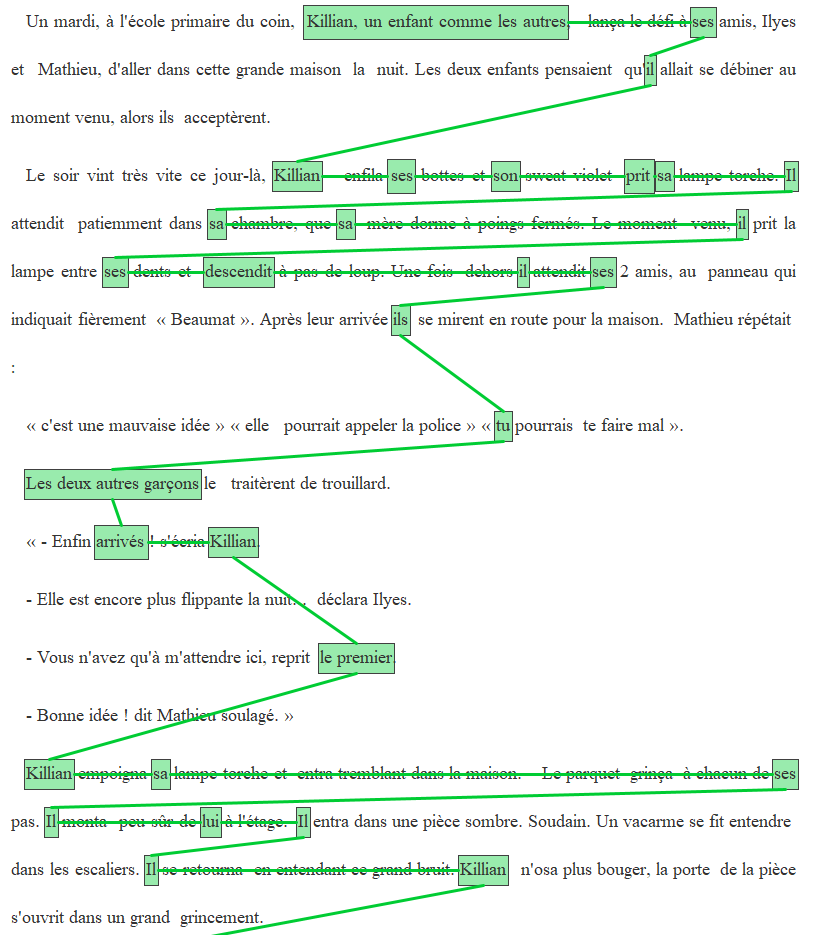 Un mardi, à l'école primaire du coin, Killian, un enfant comme les autres, lança le défi à ses amis, Ilyes
et Mathieu, d'aller dans cette grande maison la nuit. Les deux enfants pensaient qu'il allait se débiner au
moment venu, alors ils acceptèrent.
Le soir vint très vite ce jour-là, Killian enfila ses bottes et son sweat violet prit sa lampe torche. Il
attendit patiemment dans sa chambre, que sa mère dorme à poings fermés. Le moment venu, il prit la
lampe entre ses dents et descendit à pas de loup. Une fois dehors il attendit ses 2 amis, au panneau qui
indiquait fièrement « Beaumat ». Après leur arrivée ils se mirent en route pour la maison. Mathieu répétait
:
« c'est une mauvaise idée » « elle pourrait appeler la police » « tu pourrais te faire mal ».
Les deux autres garçons le traitèrent de trouillard.
« - Enfin arrivés ! s'écria Killian.
- Elle est encore plus flippante la nuit... déclara Ilyes.
- Vous n'avez qu'à m'attendre ici, reprit le premier.
- Bonne idée ! dit Mathieu soulagé. »
Killian empoigna sa lampe torche et entra tremblant dans la maison. Le parquet grinça à chacun de ses
pas. Il monta peu sûr de lui à l'étage. Il entra dans une pièce sombre. Soudain. Un vacarme se fit entendre
dans les escaliers. Il se retourna en entendant ce grand bruit. Killian n'osa plus bouger, la porte de la pièce
s'ouvrit dans un grand grincement.